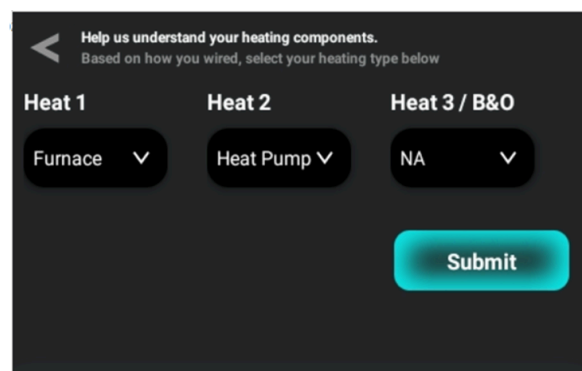 Help us understand your heating components.
Based on how you wired, select your heating type below
Heat 1 Heat 2 Heat 3 / B&O
Furnace Heat Pump NA
Submit